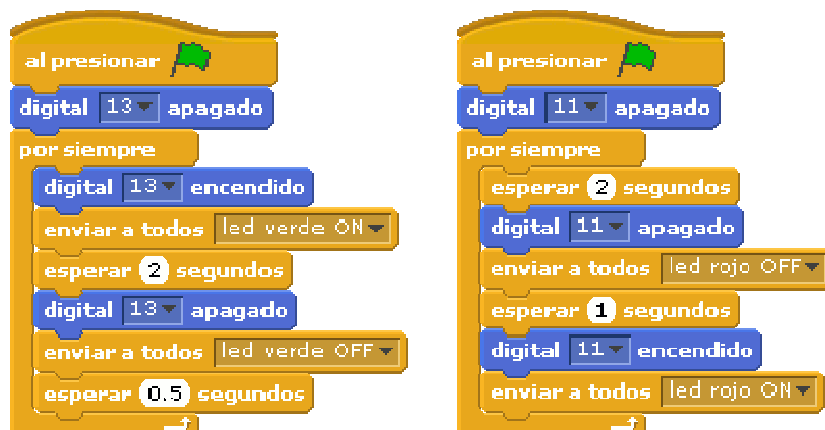 al presionar
digital 13 apagado
por siempre
digital 13 encendido
enviar a todos led verde ON
esperar 2 segundos
digital 13 apagado
enviar a todos led verde OFF
esperar 0.5 segundos
al presionar
digital 11 apagado
por siempre
esperar 2 segundos
digital 11 apagado
enviar a todos led rojo OFF
esperar 1 segundos
digital 11 encendido
enviar a todos led rojo ON